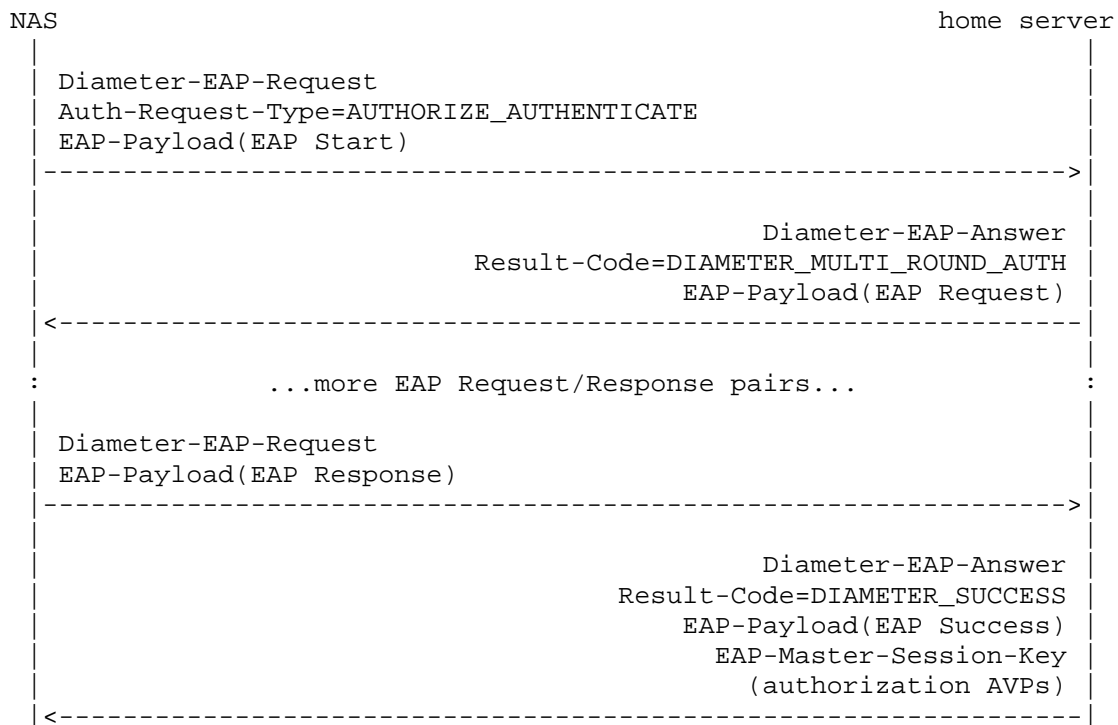 NAS home server
Diameter-EAP-Request
Auth-Request-Type=AUTHORIZE_AUTHENTICATE
EAP-Payload(EAP Start)
Diameter-EAP-Answer
Result-Code=DIAMETER_MULTI_ROUND_AUTH
EAP-Payload(EAP Request)
...more EAP Request/Response pairs...
Diameter-EAP-Request
EAP-Payload(EAP Response)
Diameter-EAP-Answer
Result-Code=DIAMETER_SUCCESS
EAP-Payload(EAP Success)
EAP-Master-Session-Key
(authorization AVPs)